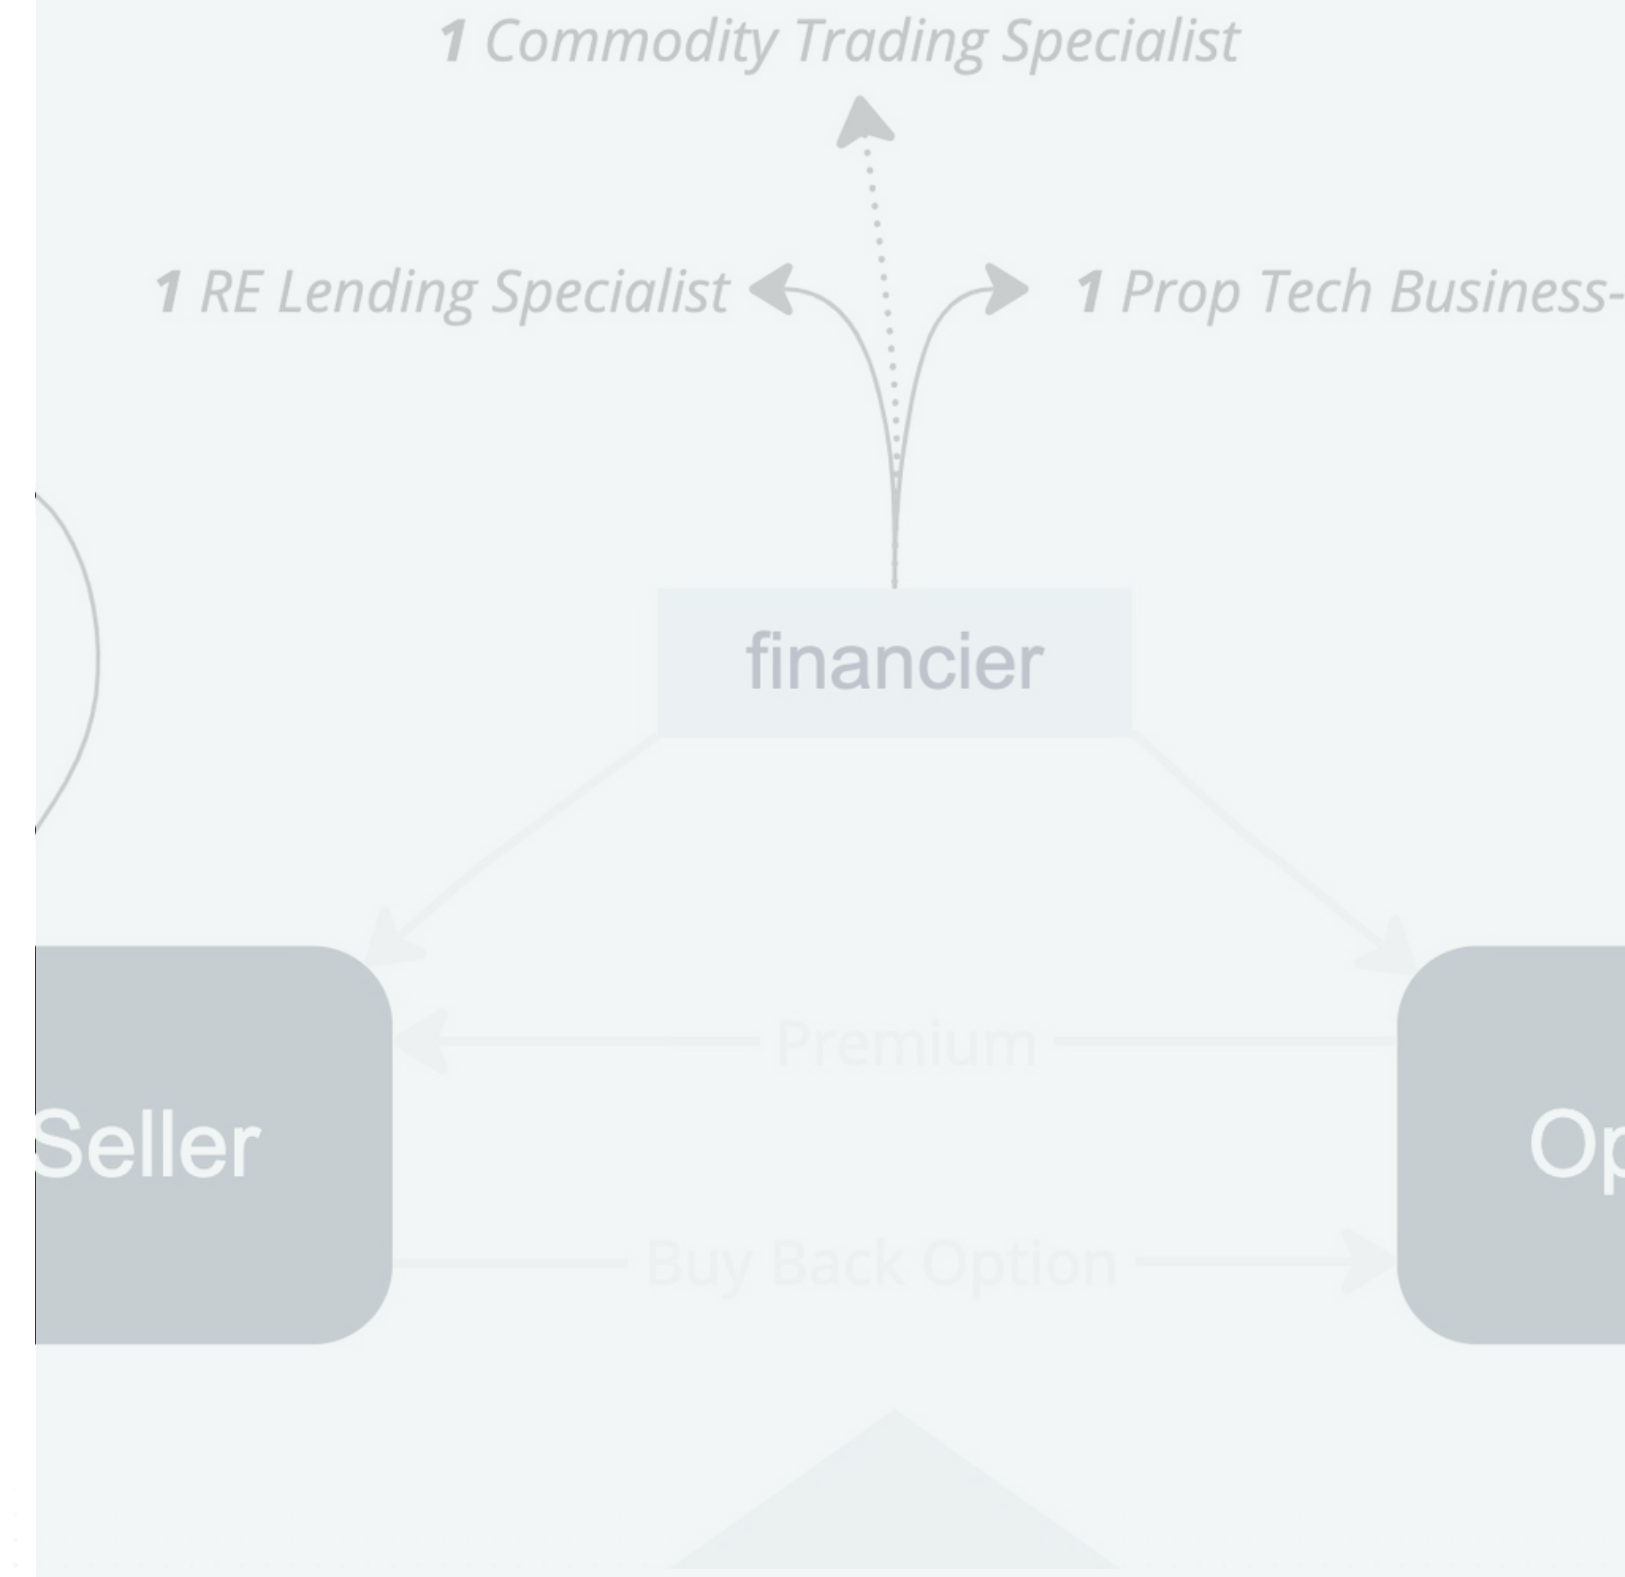 1 Commodity Trading Specialist
1 RE Lending Specialist
1 Prop Tech Business-
financier
Premium
Seller
Op
Buy Back Option